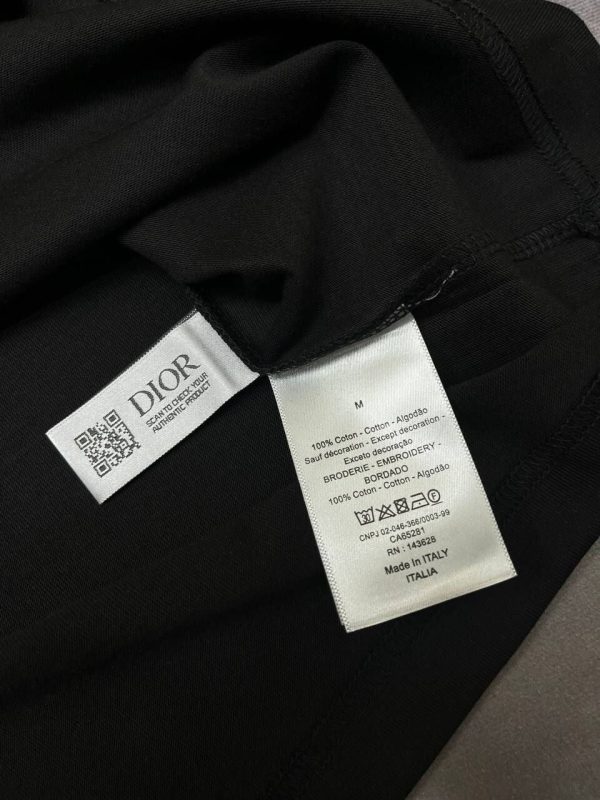 DIOR
SCAN TO CHECK YOUR
AUTHENTIC PRODUCT
M
100% Coton - Cotton - Algodão
Sauf décoration - Except decoration -
Exceto decoração
BRODERIE - EMBROIDERY -
BORDADO
100% Coton - Cotton - Algodão
30
CNPJ 02-046-366/0003-99
CA65281
RN : 143628
Made in ITALY
ITALIA